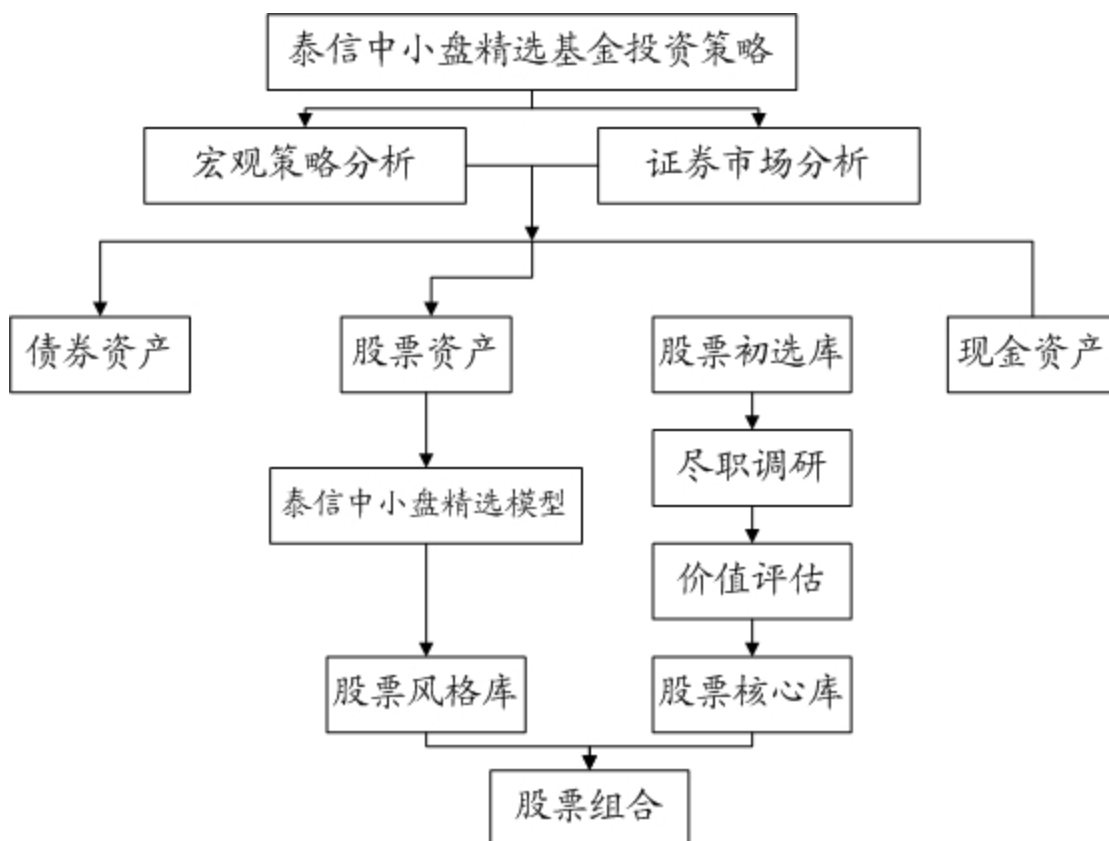 泰信中小盘精选基金投资策略
宏观策略分析
证券市场分析
债券资产
股票资产
股票初选库
现金资产
尽职调研
泰信中小盘精选模型
价值评估
股票风格库
股票核心库
股票组合